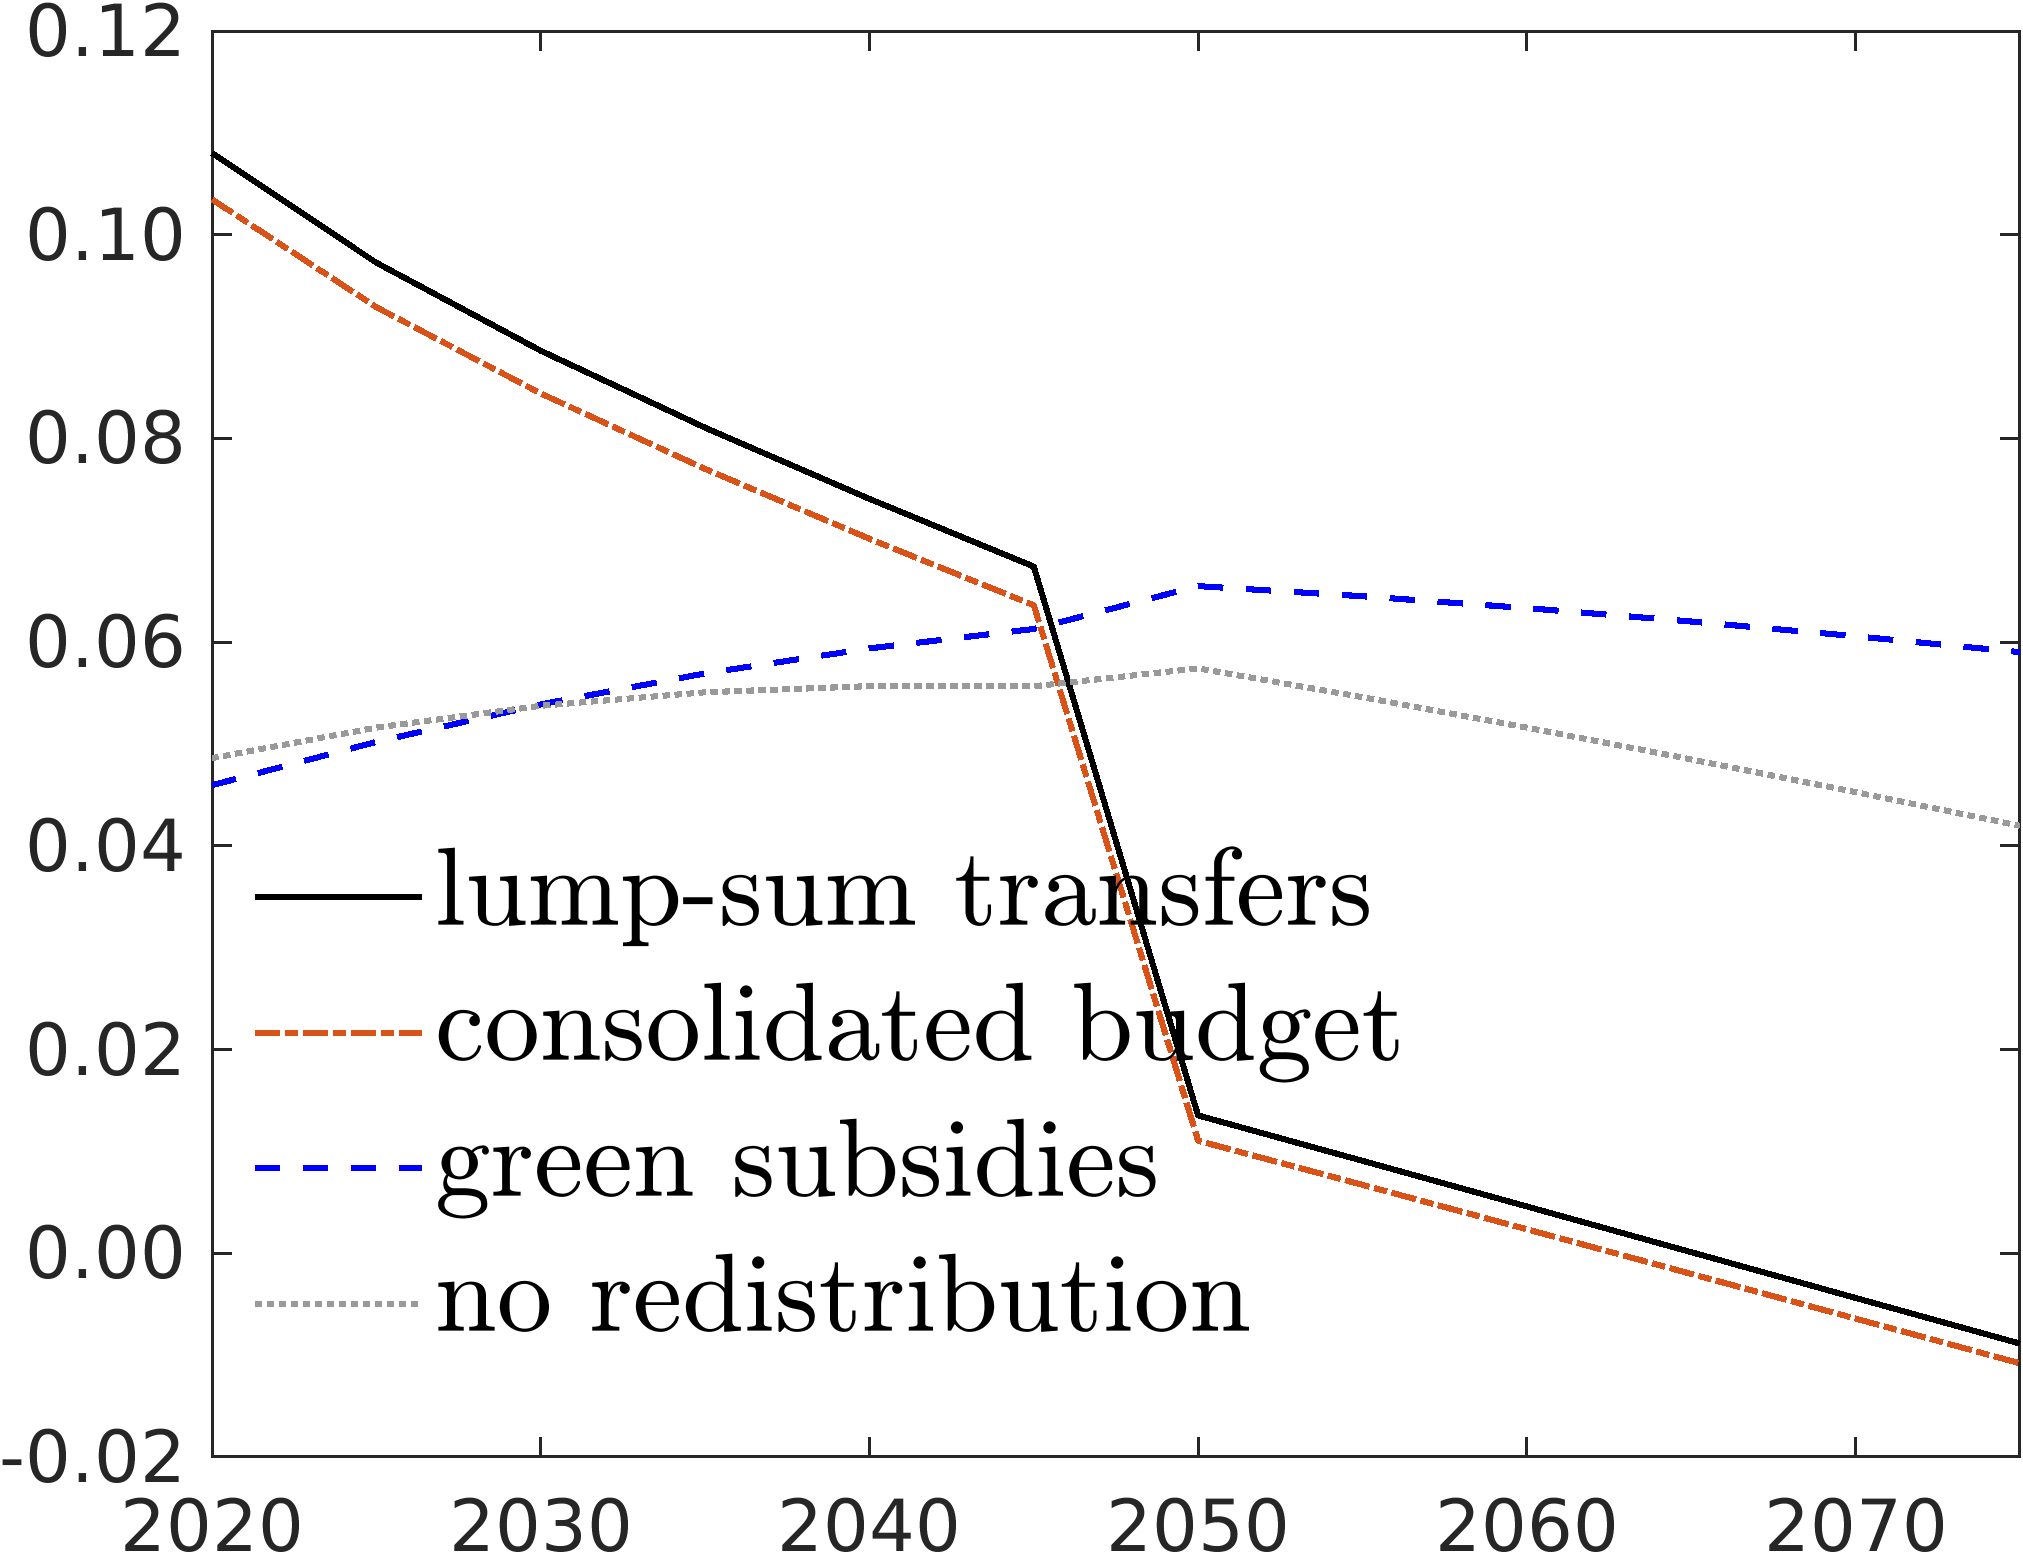 0.12
0.10
0.08
0.06
0.04
0.02
0.00
-0.02
lump-sum transfers
consolidated budget
green subsidies
no redistribution
2020 2030 2040 2050 2060 2070